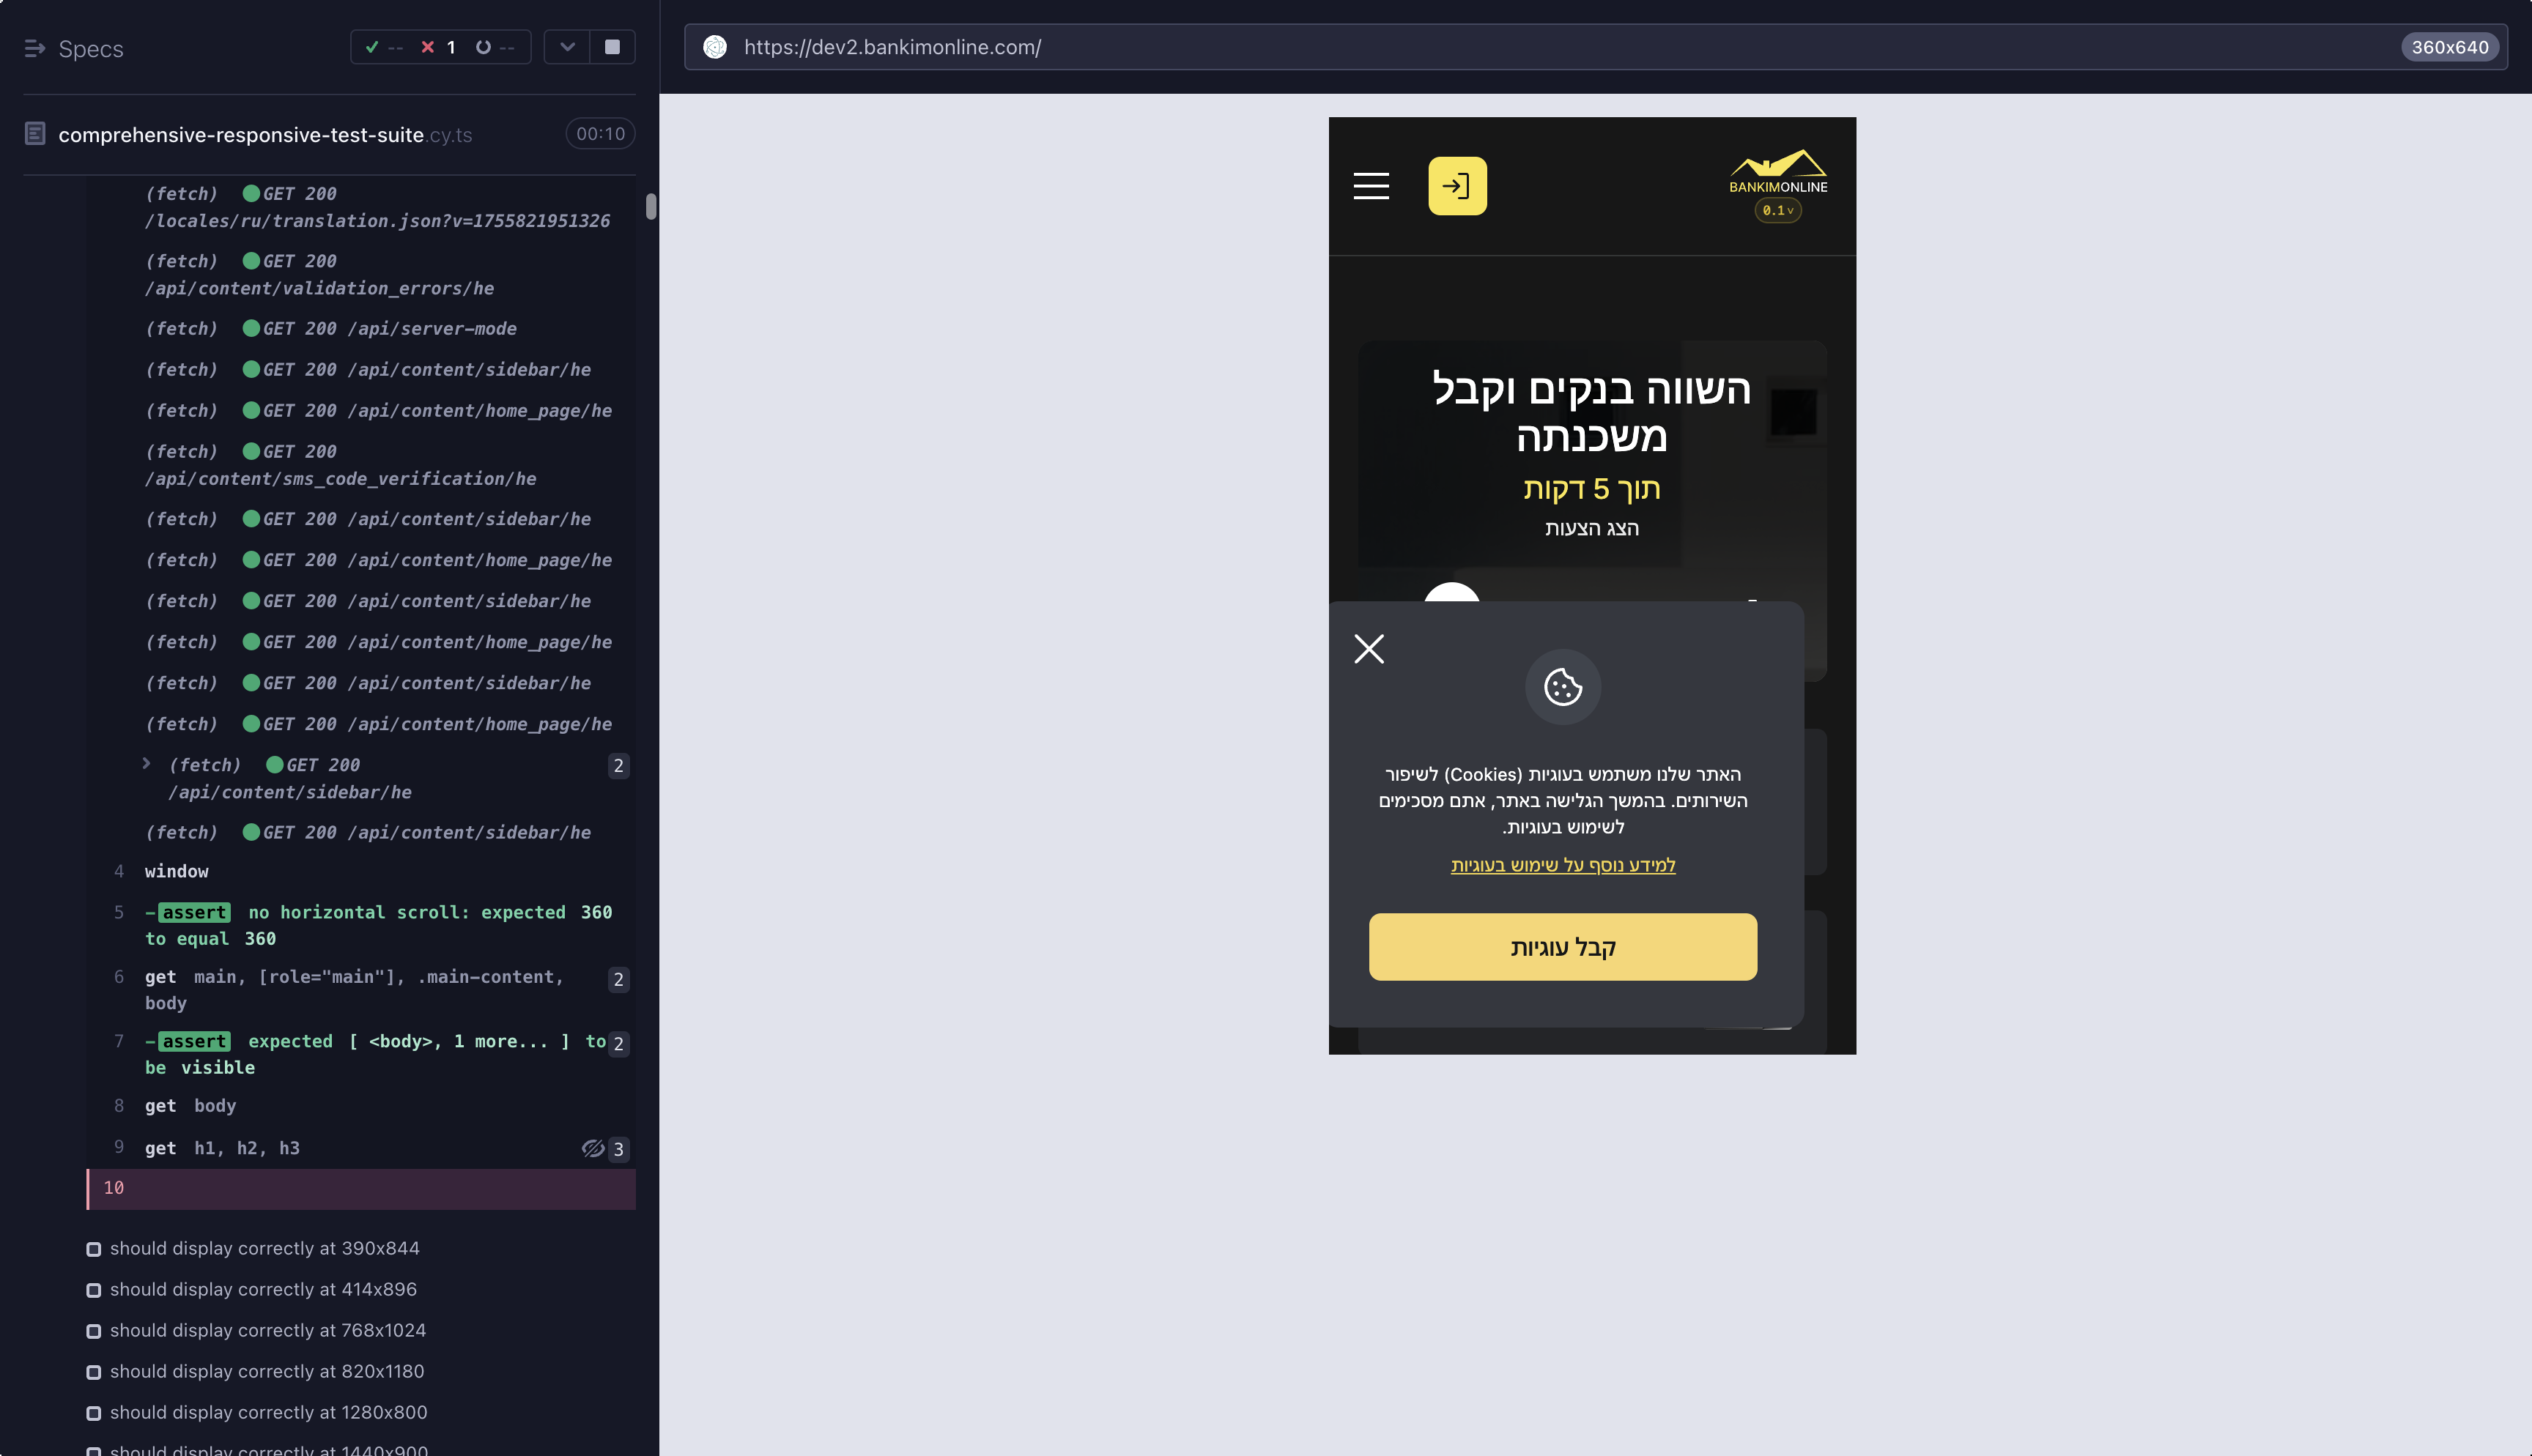 Specs
-- 1 --
comprehensive-responsive-test-suite.cy.ts 00:10
(fetch) GET 200
/locales/ru/translation.json?v=1755821951326
(fetch) GET 200
/api/content/validation_errors/he
(fetch) GET 200 /api/server-mode
(fetch) GET 200 /api/content/sidebar/he
(fetch) GET 200 /api/content/home_page/he
(fetch) GET 200
/api/content/sms_code_verification/he
(fetch) GET 200 /api/content/sidebar/he
(fetch) GET 200 /api/content/home_page/he
(fetch) GET 200 /api/content/sidebar/he
(fetch) GET 200 /api/content/home_page/he
(fetch) GET 200 /api/content/sidebar/he
(fetch) GET 200 /api/content/home_page/he
(fetch) GET 200 2
/api/content/sidebar/he
(fetch) GET 200 /api/content/sidebar/he
4 window
5 -assert no horizontal scroll: expected 360
to equal 360
6 get main, [role="main"], .main-content, 2
body
7 -assert expected [ <body>, 1 more... ] to 2
be visible
8 get body
9 get h1, h2, h3 3
10
should display correctly at 390x844
should display correctly at 414x896
should display correctly at 768x1024
should display correctly at 820x1180
should display correctly at 1280x800
should display correctly at 1440x900
https://dev2.bankimonline.com/ 360x640
BANKIMONLINE
0.1v
השווה בנקים וקבל
משכנתה
תוך 5 דקות
הצג הצעות
האתר שלנו משתמש בעוגיות (Cookies) לשיפור
השירותים. בהמשך הגלישה באתר, אתם מסכימים
לשימוש בעוגיות.
למידע נוסף על שימוש בעוגיות
קבל עוגיות